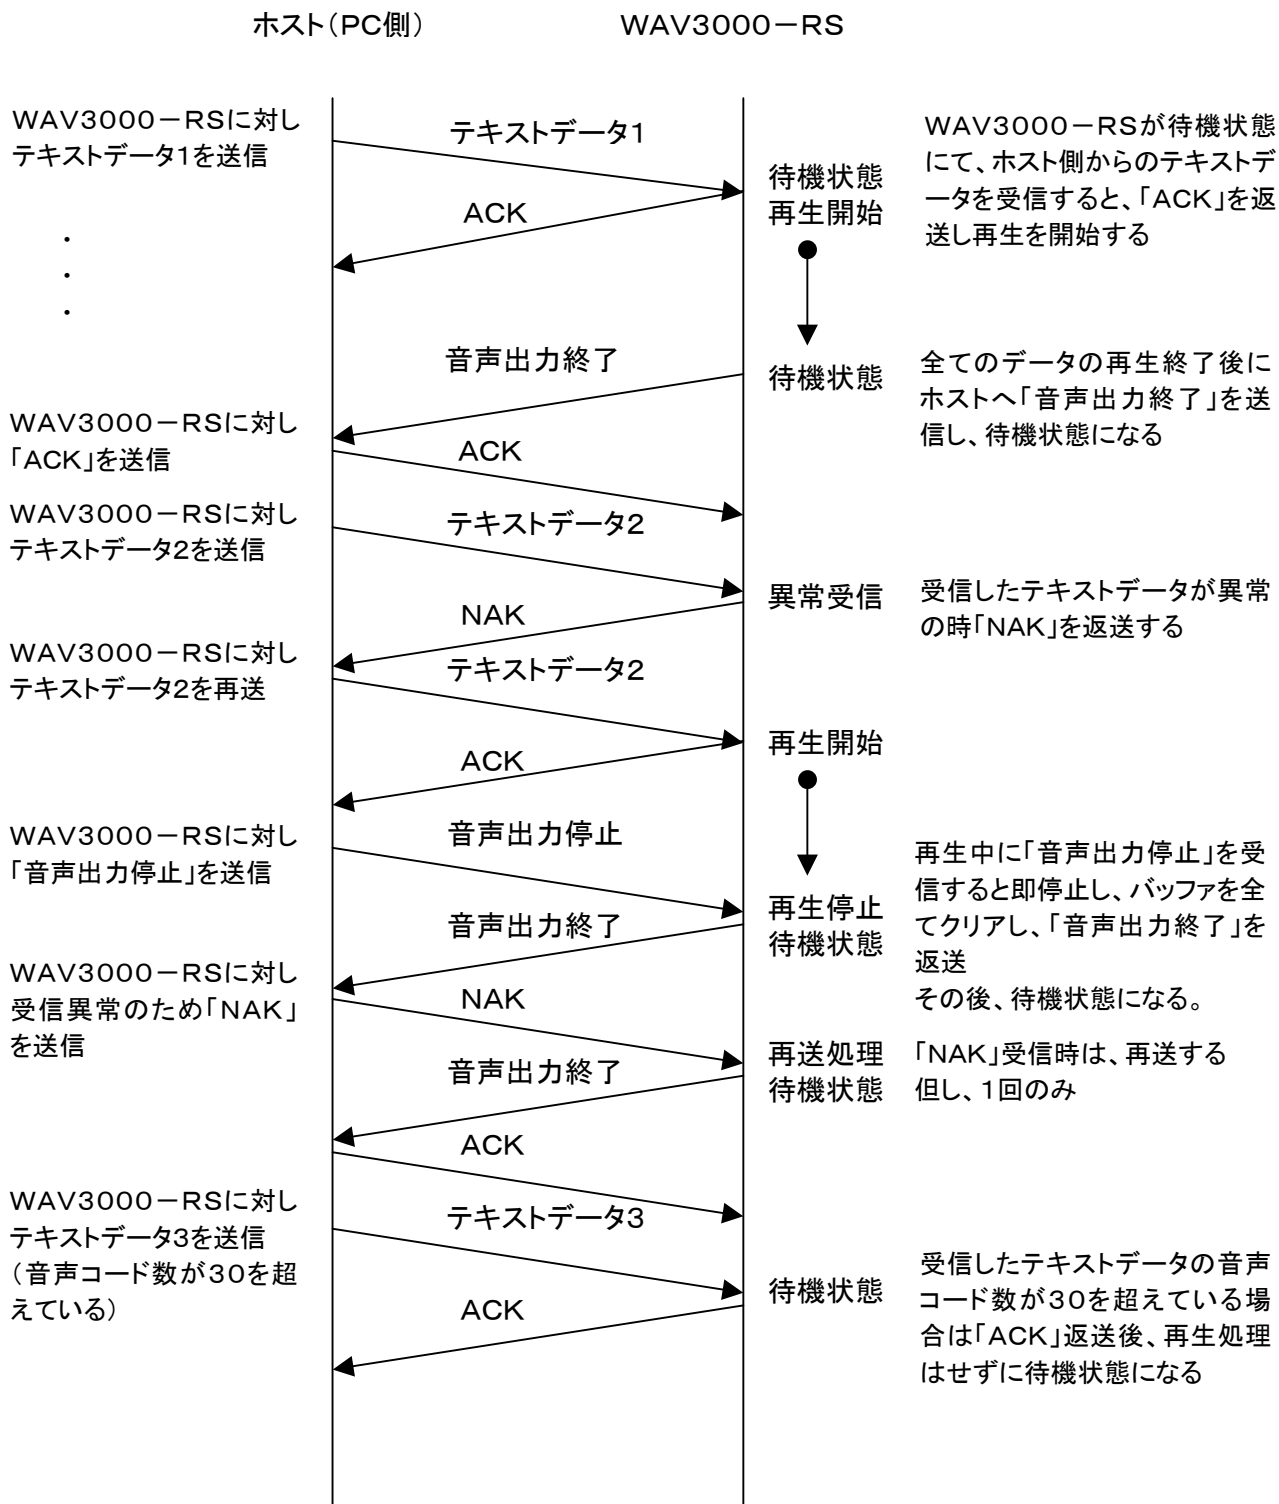 ホスト(PC側)
WAV3000-RS
WAV3000-RSに対し
テキストデータ1を送信
テキストデータ1
待機状態
再生開始
WAV3000-RSが待機状態
にて、ホスト側からのテキストデ
ータを受信すると、「ACK」を返
送し再生を開始する
ACK
・
・
・
音声出力終了
待機状態
全てのデータの再生終了後に
ホストへ「音声出力終了」を送
信し、待機状態になる
WAV3000-RSに対し
「ACK」を送信
ACK
WAV3000-RSに対し
テキストデータ2を送信
テキストデータ2
異常受信
受信したテキストデータが異常
の時「NAK」を返送する
NAK
WAV3000-RSに対し
テキストデータ2を再送
テキストデータ2
再生開始
ACK
WAV3000-RSに対し
「音声出力停止」を送信
音声出力停止
再生停止
待機状態
再生中に「音声出力停止」を受
信すると即停止し、バッファを全
てクリアし、「音声出力終了」を
返送
その後、待機状態になる。
音声出力終了
WAV3000-RSに対し
受信異常のため「NAK」
を送信
NAK
再送処理
待機状態
「NAK」受信時は、再送する
但し、1回のみ
音声出力終了
ACK
WAV3000-RSに対し
テキストデータ3を送信
(音声コード数が30を超
えている)
テキストデータ3
待機状態
受信したテキストデータの音声
コード数が30を超えている場
合は「ACK」返送後、再生処理
はせずに待機状態になる
ACK